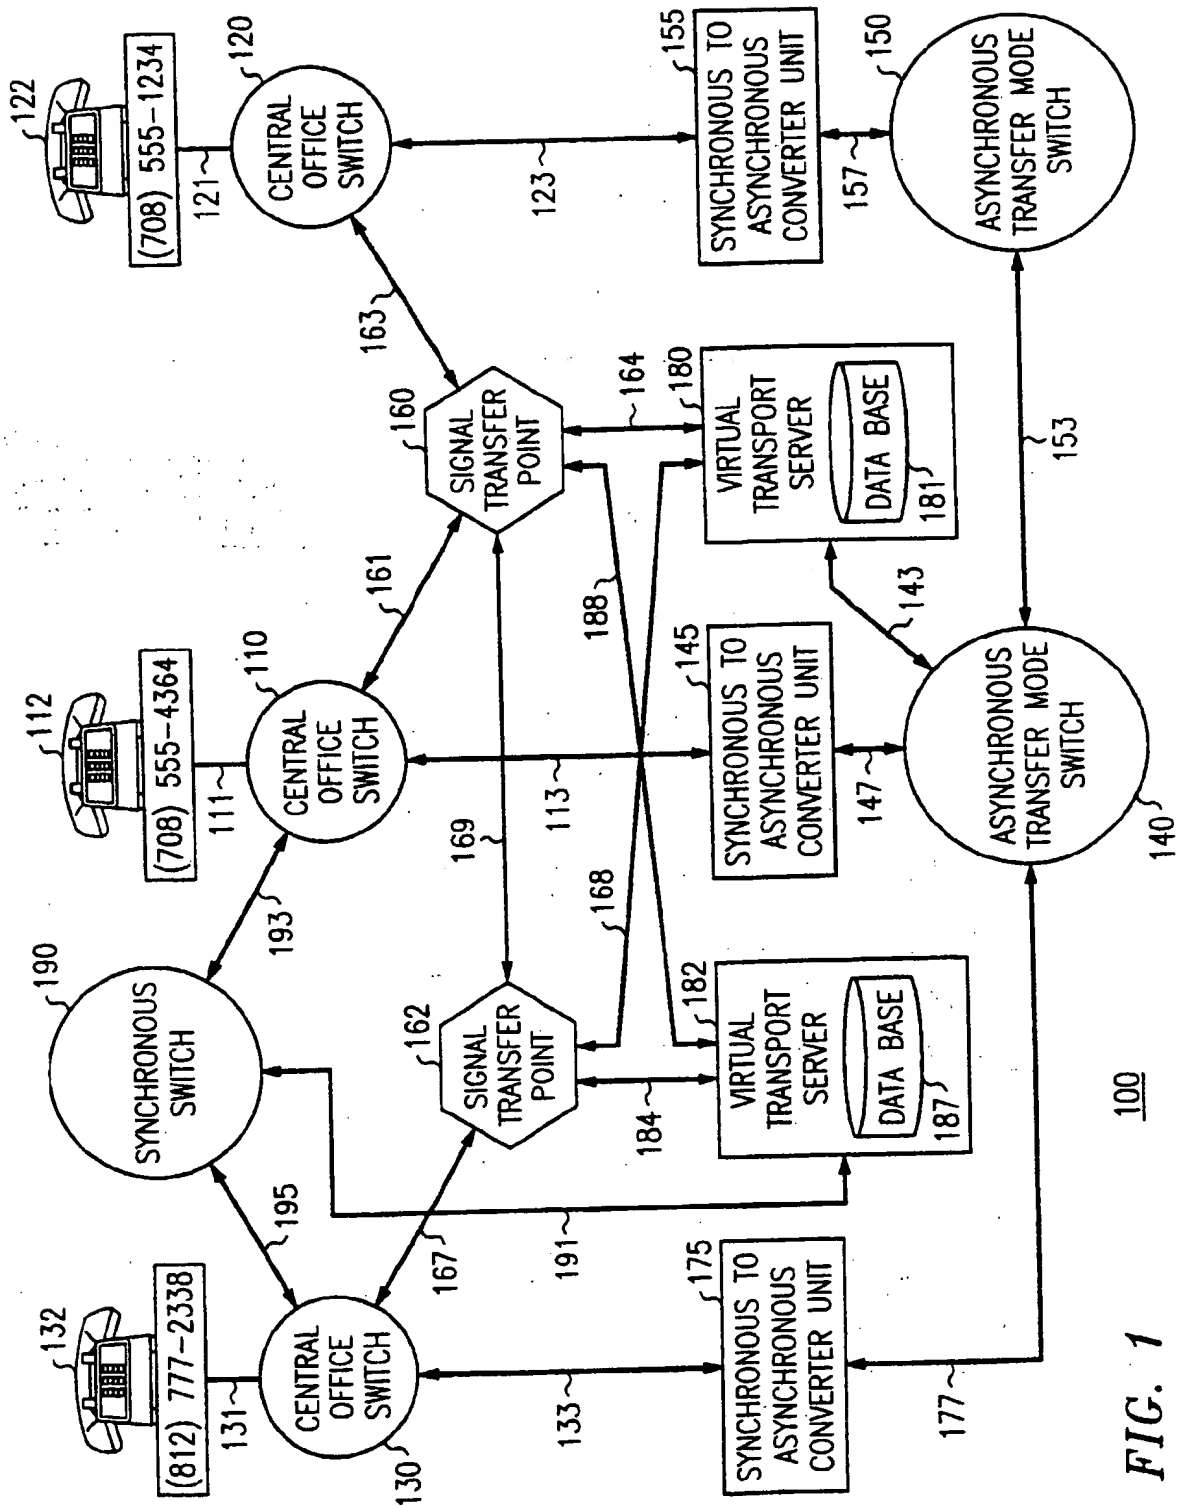 132
(812) 777-2338
131
CENTRAL
OFFICE
SWITCH
130
195
190
SYNCHRONOUS
SWITCH
193
112
(708) 555-4364
111
110
CENTRAL
OFFICE
SWITCH
122
(708) 555-1234
121
120
CENTRAL
OFFICE
SWITCH
167
162
SIGNAL
TRANSFER
POINT
169
161
160
SIGNAL
TRANSFER
POINT
163
133
191
184
168
113
188
164
123
175
SYNCHRONOUS TO
ASYNCHRONOUS
CONVERTER UNIT
182
VIRTUAL
TRANSPORT
SERVER
DATA BASE
187
145
SYNCHRONOUS TO
ASYNCHRONOUS
CONVERTER UNIT
180
VIRTUAL
TRANSPORT
SERVER
DATA BASE
181
155
SYNCHRONOUS TO
ASYNCHRONOUS
CONVERTER UNIT
177
147
143
157
140
ASYNCHRONOUS
TRANSFER MODE
SWITCH
153
150
ASYNCHRONOUS
TRANSFER MODE
SWITCH
100
FIG. 1